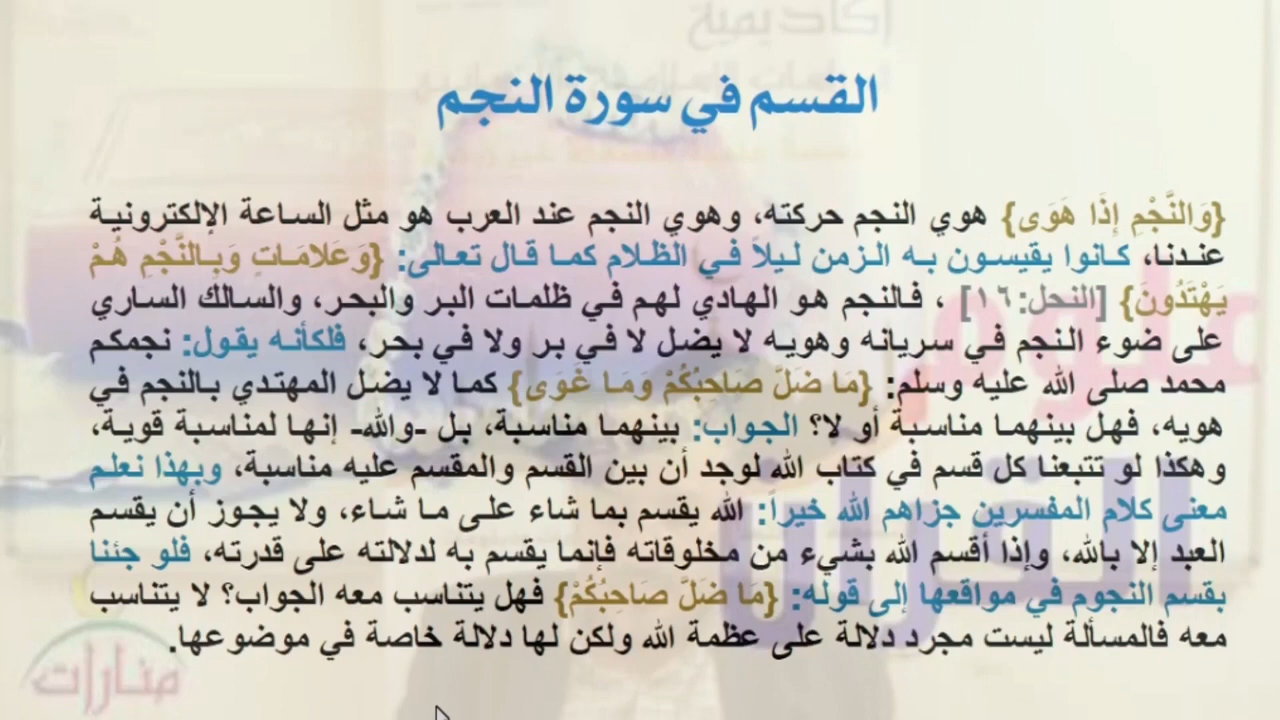 أكاديمية
القسم في سورة النجم
{وَالنَّجْمِ إِذَا هَوَى} هوي النجم حركته، وهوي النجم عند العرب هو مثل الساعة الإلكترونية
عندنا، كانوا يقيسون به الزمن ليلاً في الظلام كما قال تعالى: {وَعَلامَاتٍ وَبِالنَّجْمِ هُمْ
يَهْتَدُونَ} [النحل:١٦] ، فالنجم هو الهادي لهم في ظلمات البر والبحر، والسالك الساري
على ضوء النجم في سريانه وهويه لا يضل لا في بر ولا في بحر، فلكأنه يقول: نجمكم
محمد صلى الله عليه وسلم: {مَا ضَلَّ صَاحِبُكُمْ وَمَا غَوَى} كما لا يضل المهتدي بالنجم في
هويه، فهل بينهما مناسبة أو لا؟ الجواب: بينهما مناسبة، بل -والله- إنها لمناسبة قوية،
وهكذا لو تتبعنا كل قسم في كتاب الله لوجد أن بين القسم والمقسم عليه مناسبة، وبهذا نعلم
معنى كلام المفسرين جزاهم الله خيراً: الله يقسم بما شاء على ما شاء، ولا يجوز أن يقسم
العبد إلا بالله، وإذا أقسم الله بشيء من مخلوقاته فإنما يقسم به لدلالته على قدرته، فلو جئنا
بقسم النجوم في مواقعها إلى قوله: {مَا ضَلَّ صَاحِبُكُمْ} فهل يتناسب معه الجواب؟ لا يتناسب
معه فالمسألة ليست مجرد دلالة على عظمة الله ولكن لها دلالة خاصة في موضوعها.
علوم
القرآن
منارات